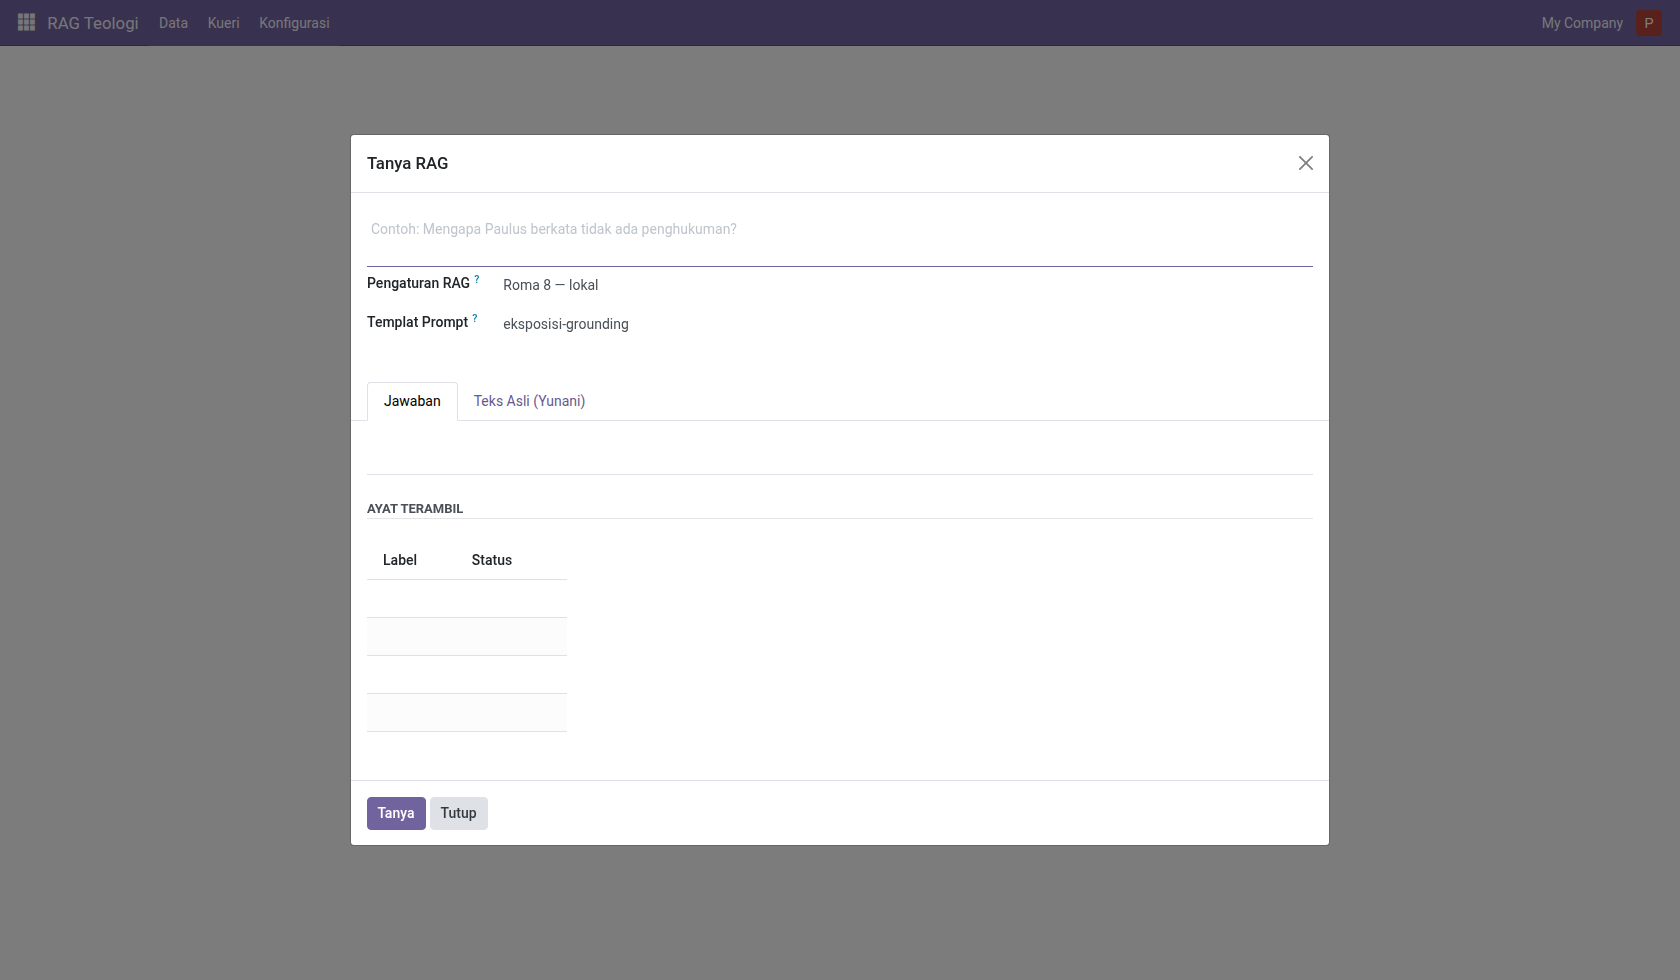 RAG Teologi Data Kueri Konfigurasi My Company P
Tanya RAG
Contoh: Mengapa Paulus berkata tidak ada penghukuman?
Pengaturan RAG ? Roma 8 — lokal
Templat Prompt ? eksposisi-grounding
Jawaban Teks Asli (Yunani)
AYAT TERAMBIL
Label Status
Tanya Tutup